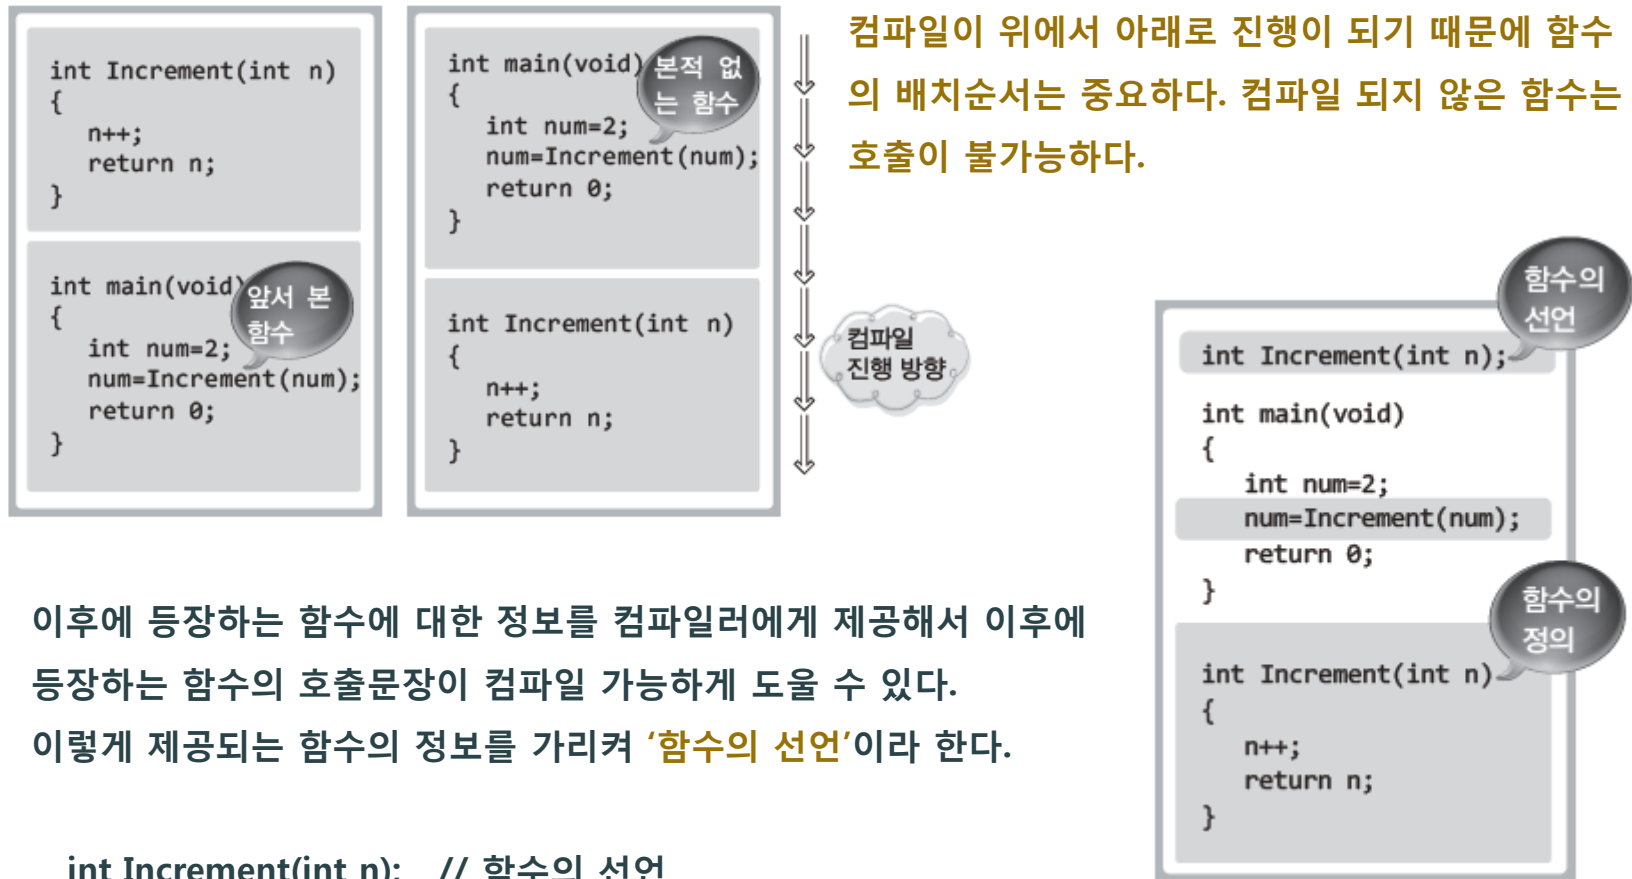 int Increment(int n)
{
n++;
return n;
}
int main(void)
{
int num=2;
num=Increment(num);
return 0;
}
앞서 본
함수
int main(void)
{
int num=2;
num=Increment(num);
return 0;
}
본적 없
는 함수
int Increment(int n)
{
n++;
return n;
}
컴파일
진행 방향
컴파일이 위에서 아래로 진행이 되기 때문에 함수
의 배치순서는 중요하다. 컴파일 되지 않은 함수는
호출이 불가능하다.
함수의
선언
int Increment(int n);
int main(void)
{
int num=2;
num=Increment(num);
return 0;
}
함수의
정의
int Increment(int n)
{
n++;
return n;
}
이후에 등장하는 함수에 대한 정보를 컴파일러에게 제공해서 이후에
등장하는 함수의 호출문장이 컴파일 가능하게 도울 수 있다.
이렇게 제공되는 함수의 정보를 가리켜 ‘함수의 선언’이라 한다.
int Increment(int n); // 함수의 선언